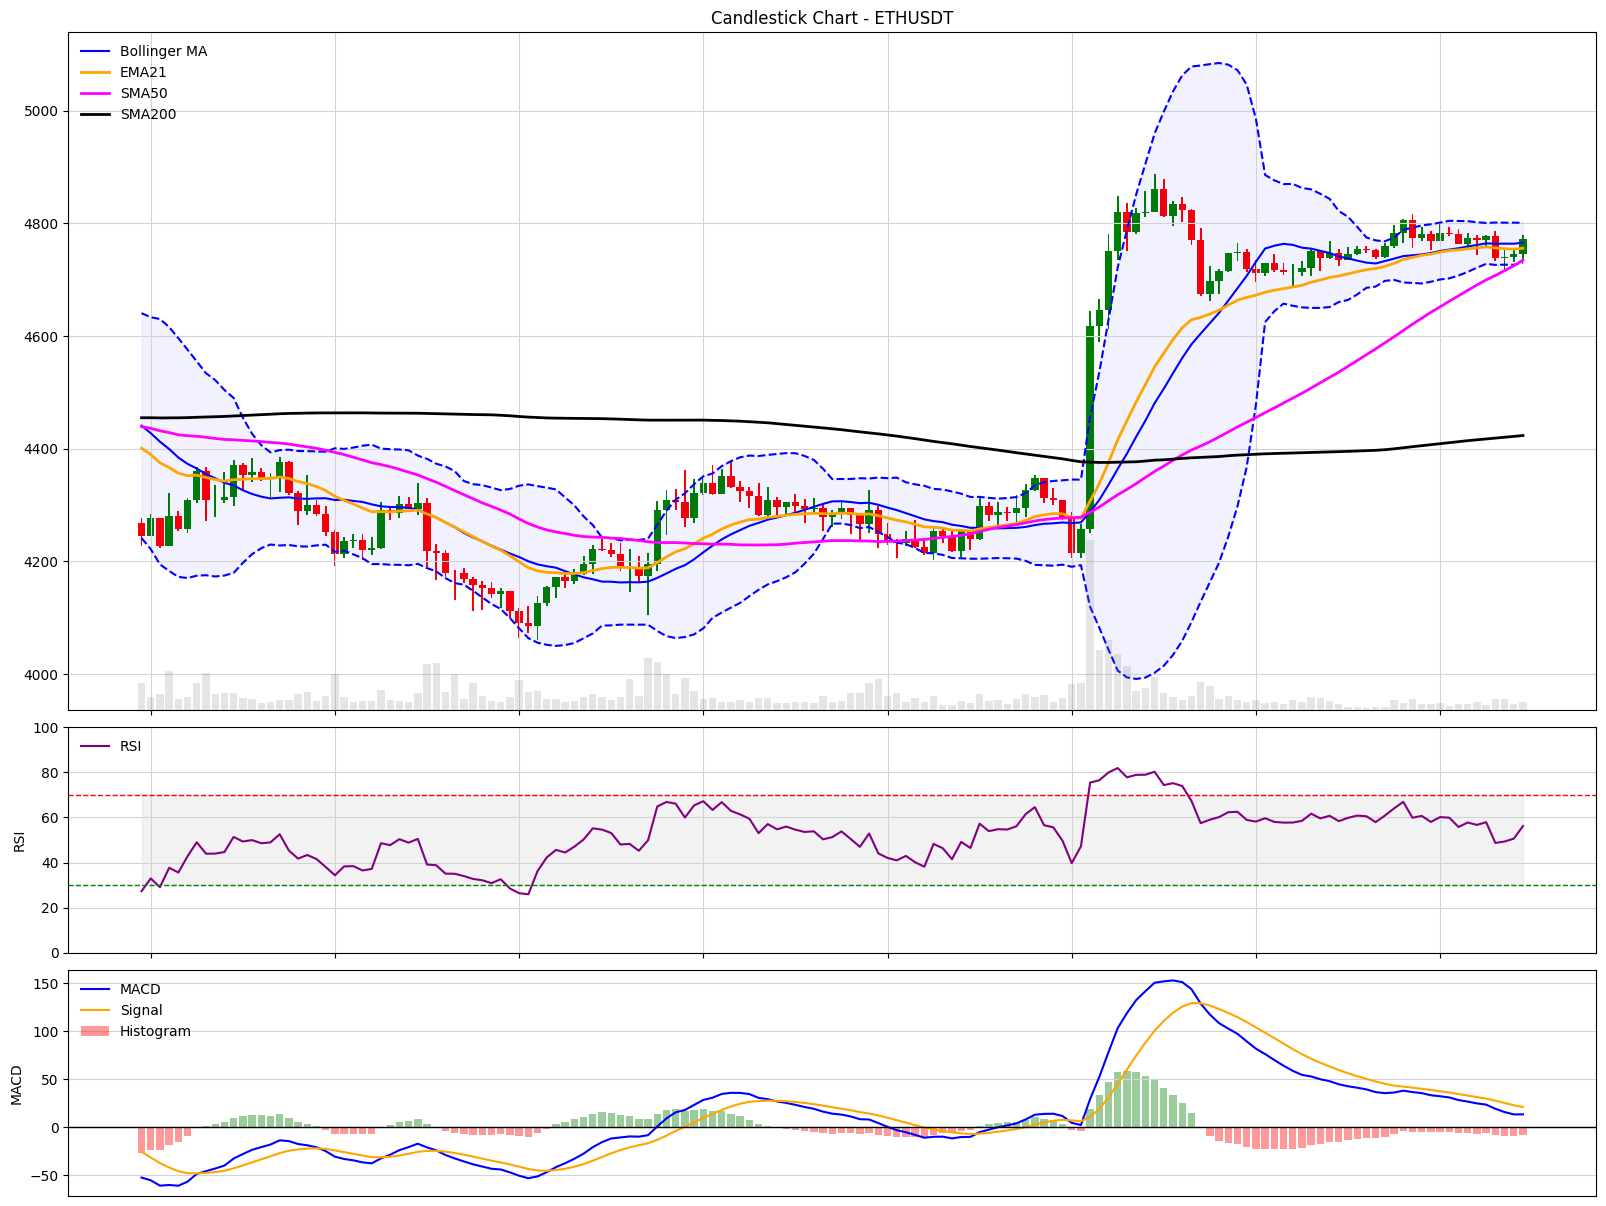 Candlestick Chart - ETHUSDT
Bollinger MA
EMA21
SMA50
SMA200
5000
4800
4600
4400
4200
4000
100
80
60
40
20
0
RSI
RSI
150
100
50
0
−50
MACD
MACD
Signal
Histogram